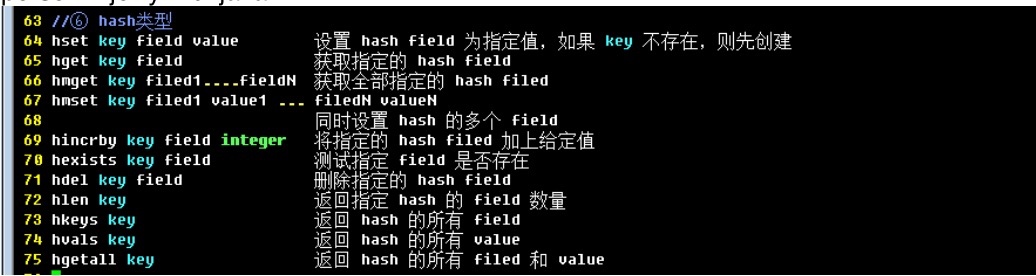 63 //⑥ hash类型
64 hset key field value 设置 hash field 为指定值，如果 key 不存在，则先创建
65 hget key field 获取指定的 hash field
66 hmget key filed1....fieldN 获取全部指定的 hash filed
67 hmset key filed1 value1 ... filedN valueN
68 同时设置 hash 的多个 field
69 hincrby key field integer 将指定的 hash filed 加上给定值
70 hexists key field 测试指定 field 是否存在
71 hdel key field 删除指定的 hash field
72 hlen key 返回指定 hash 的 field 数量
73 hkeys key 返回 hash 的所有 field
74 hvals key 返回 hash 的所有 value
75 hgetall key 返回 hash 的所有 filed 和 value